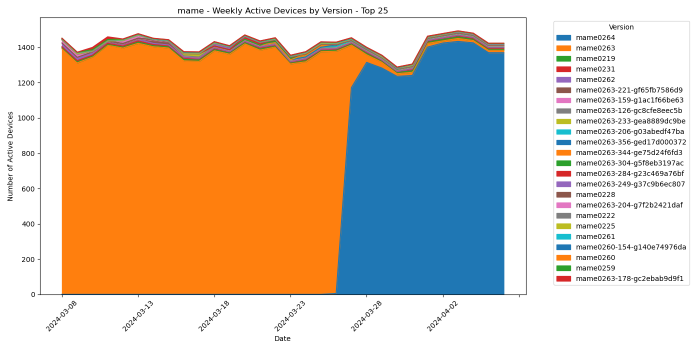 mame - Weekly Active Devices by Version - Top 25
Number of Active Devices
1400
1200
1000
800
600
400
200
0
2024-03-08
2024-03-13
2024-03-18
2024-03-23
2024-03-28
2024-04-02
Date
Version
mame0264
mame0263
mame0219
mame0231
mame0262
mame0263-221-gf65fb7586d9
mame0263-159-g1ac1f66be63
mame0263-126-gc8cfe8eec5b
mame0263-233-gea8889dc9be
mame0263-206-g03abedf47ba
mame0263-356-ged17d000372
mame0263-344-ge75d24f6fd3
mame0263-304-g5f8eb3197ac
mame0263-284-g23c469a76bf
mame0263-249-g37c9b6ec807
mame0228
mame0263-204-g7f2b2421daf
mame0222
mame0225
mame0261
mame0260-154-g140e74976da
mame0260
mame0259
mame0263-178-gc2ebab9d9f1